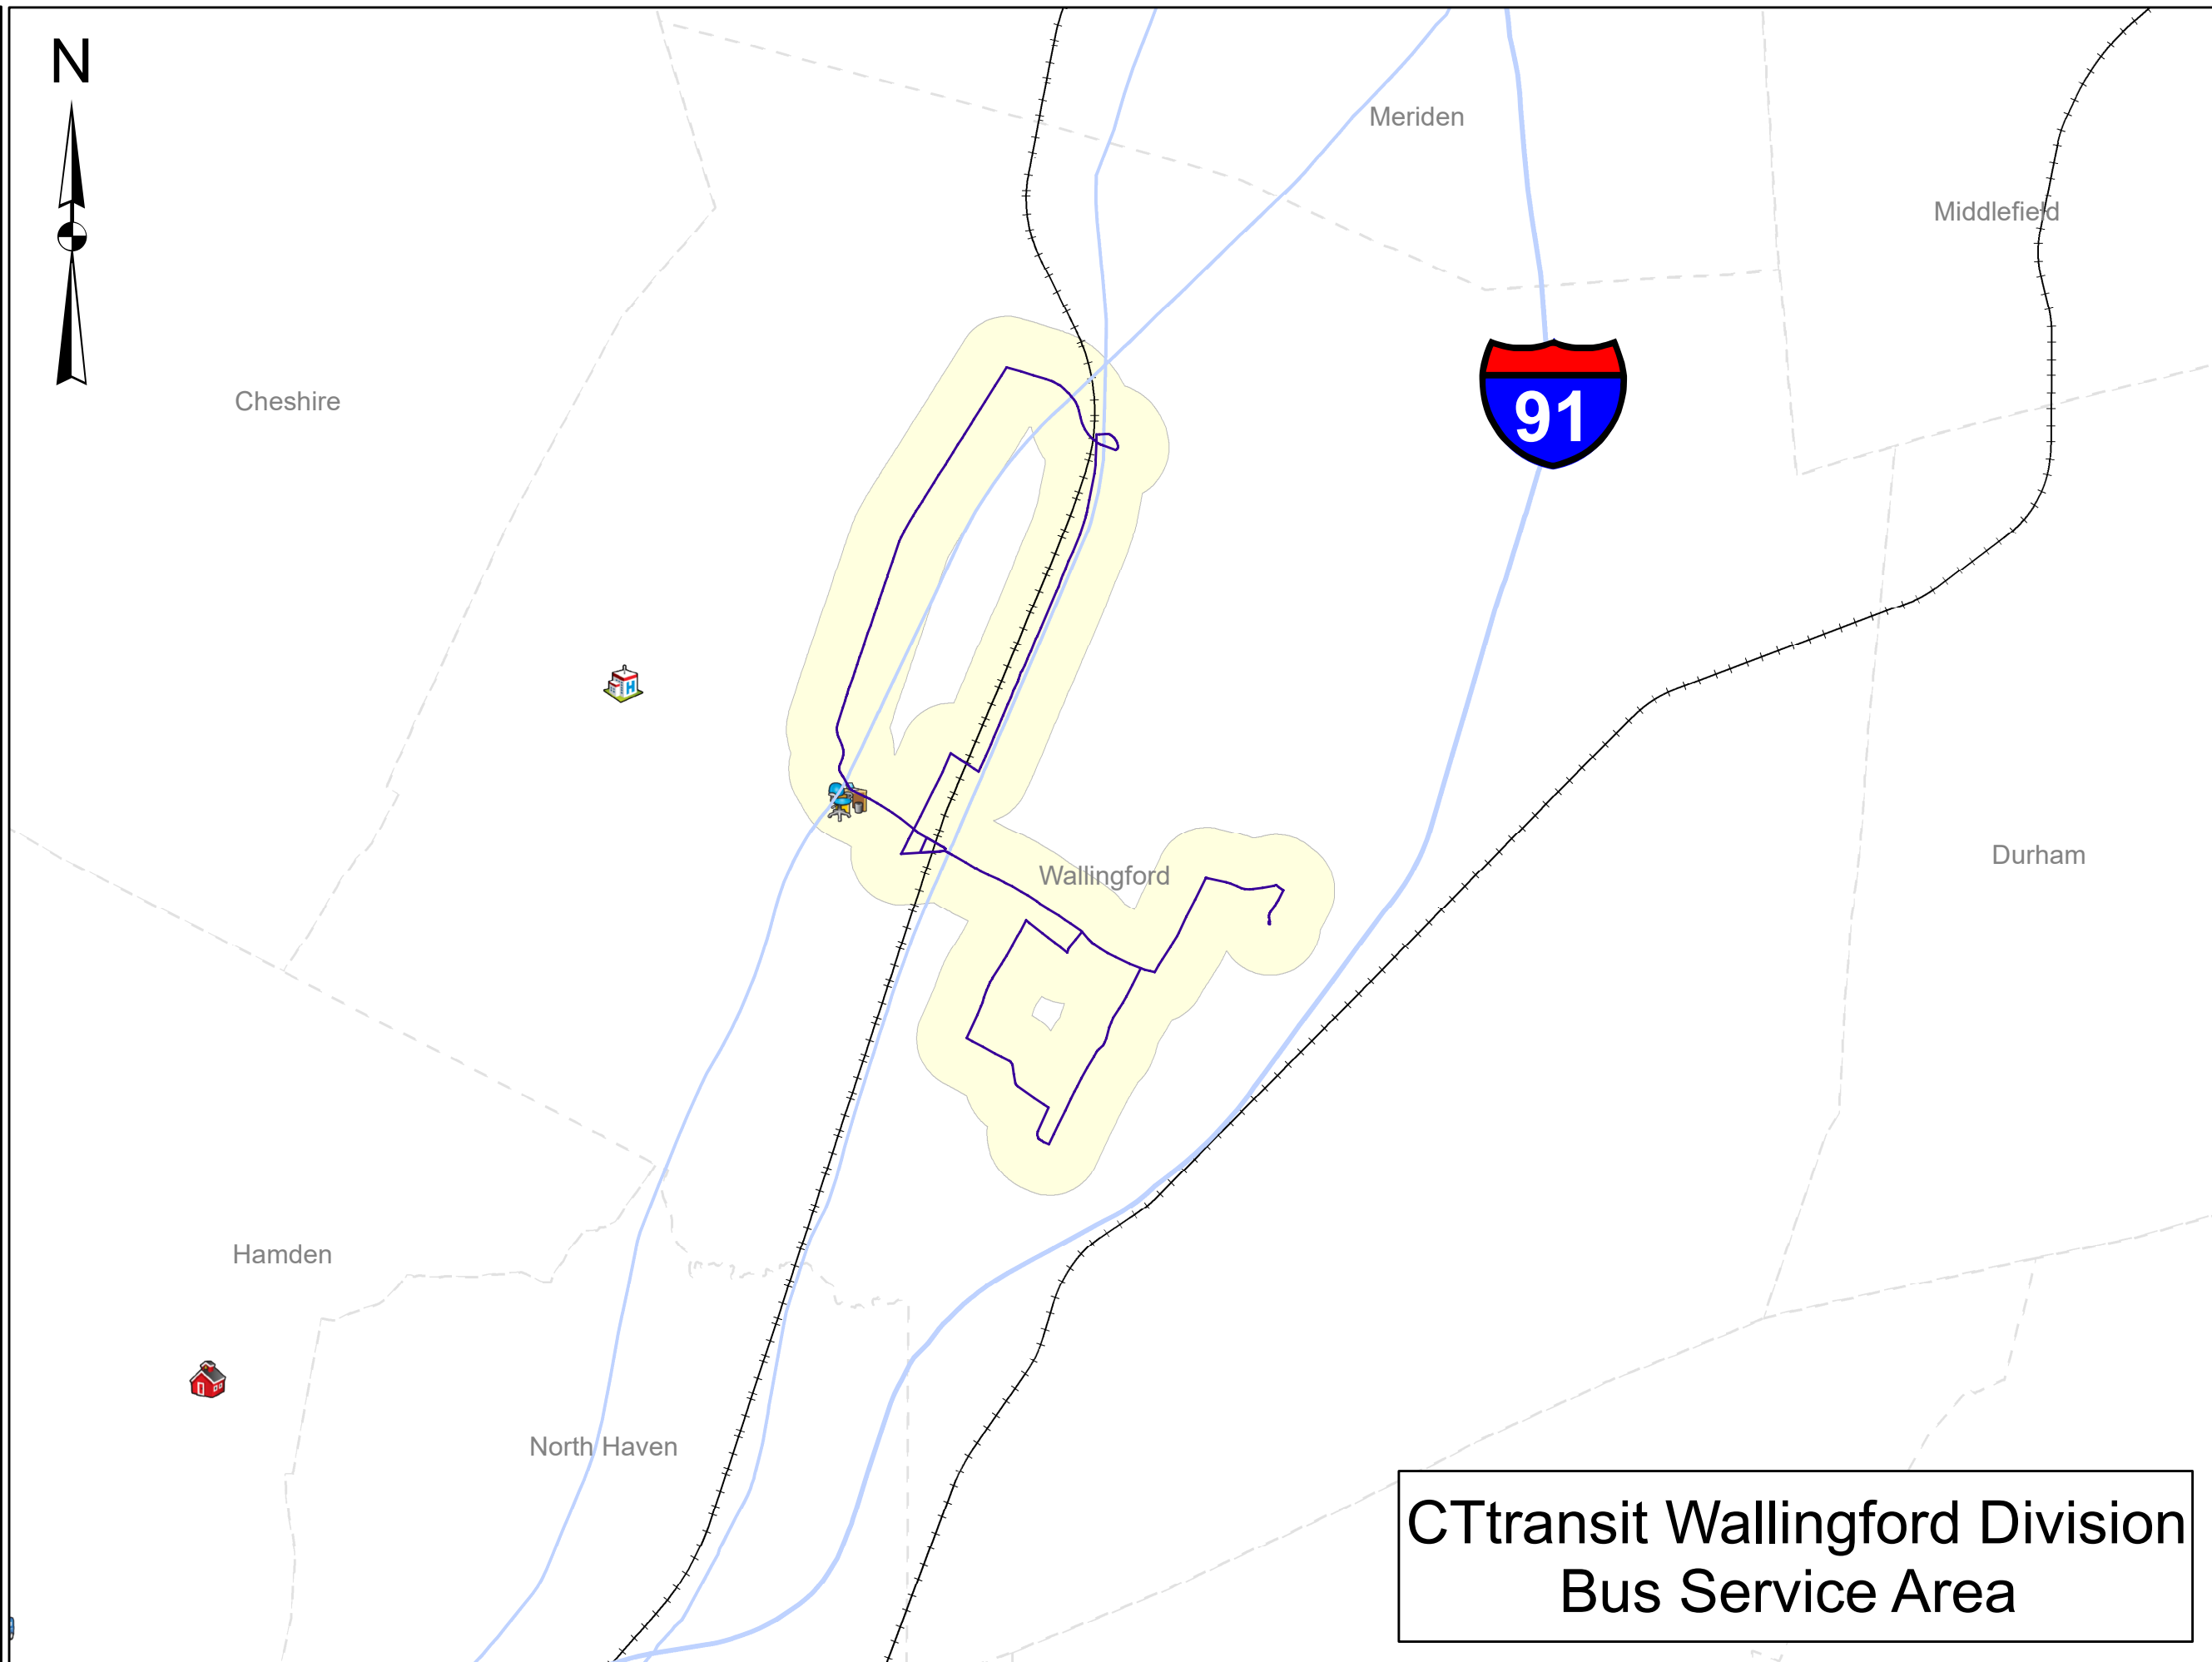 N
Meriden
Middlefield
Cheshire
91
Durham
Wallingford
Hamden
North Haven
H
CTtransit Wallingford Division
Bus Service Area